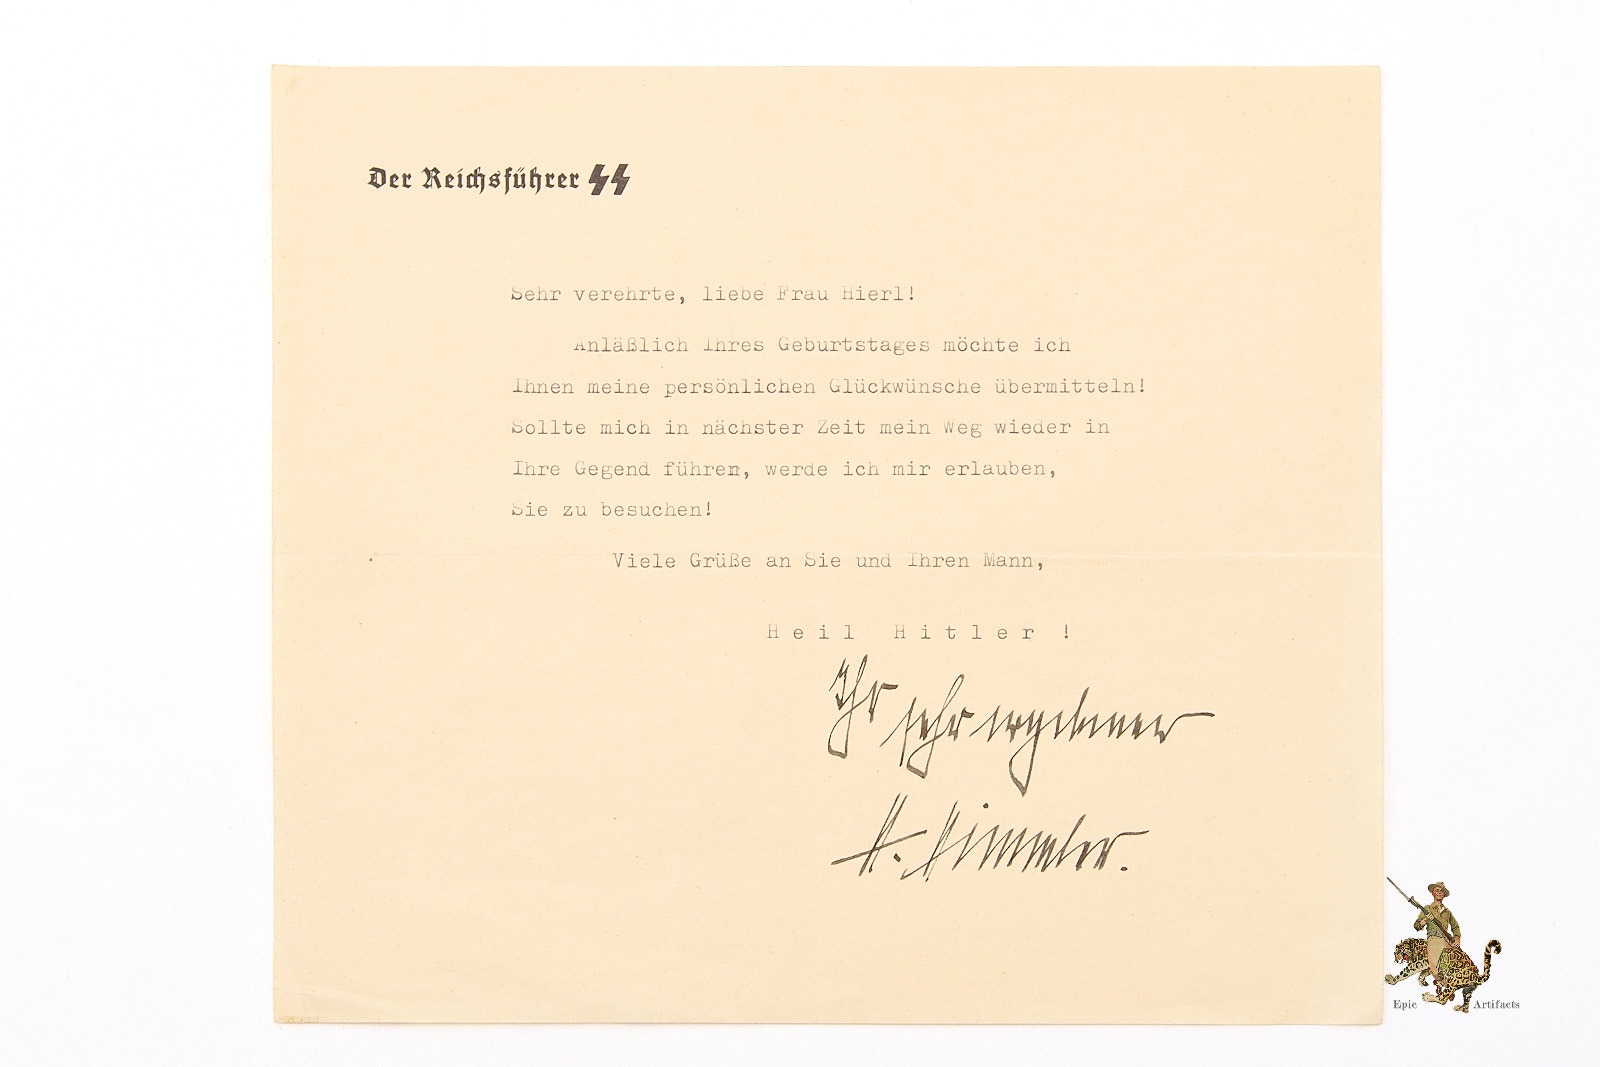 Der Reichsführer SS
Sehr verehrte, liebe Frau Hierl!
Anläßlich Ihres Geburtstages möchte ich
Ihnen meine persönlichen Glückwünsche übermitteln!
Sollte mich in nächster Zeit mein Weg wieder in
Ihre Gegend führen, werde ich mir erlauben,
Sie zu besuchen!
Viele Grüße an Sie und Ihren Mann,
Heil Hitler !
Ihr sehr ergebener
H. Himmler.
Epic Artifacts